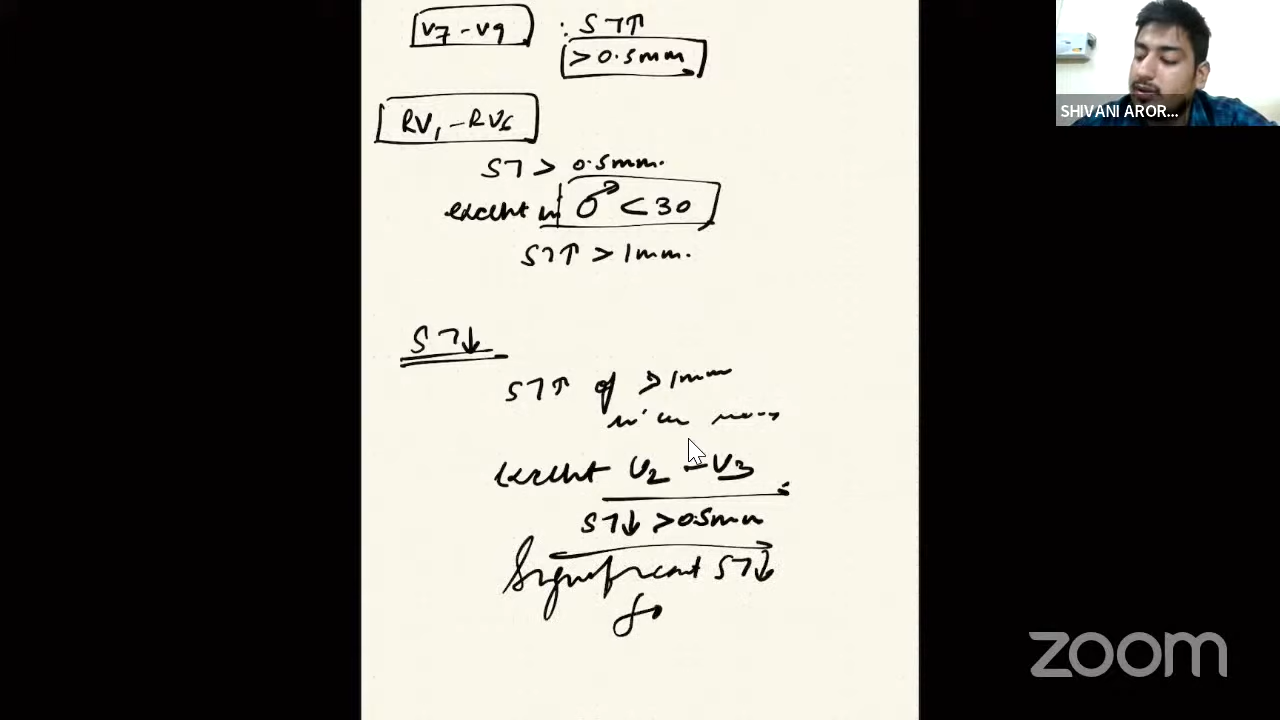 V7 - V9 : ST↑
> 0.5mm
RV1 - RV6
ST > 0.5mm.
except in ♂ < 30
ST↑ > 1mm.
ST↓
ST↑ of > 1mm
except V2 - V3
ST↓ > 0.5mm
Significant ST↓
SHIVANI AROR...
zoom